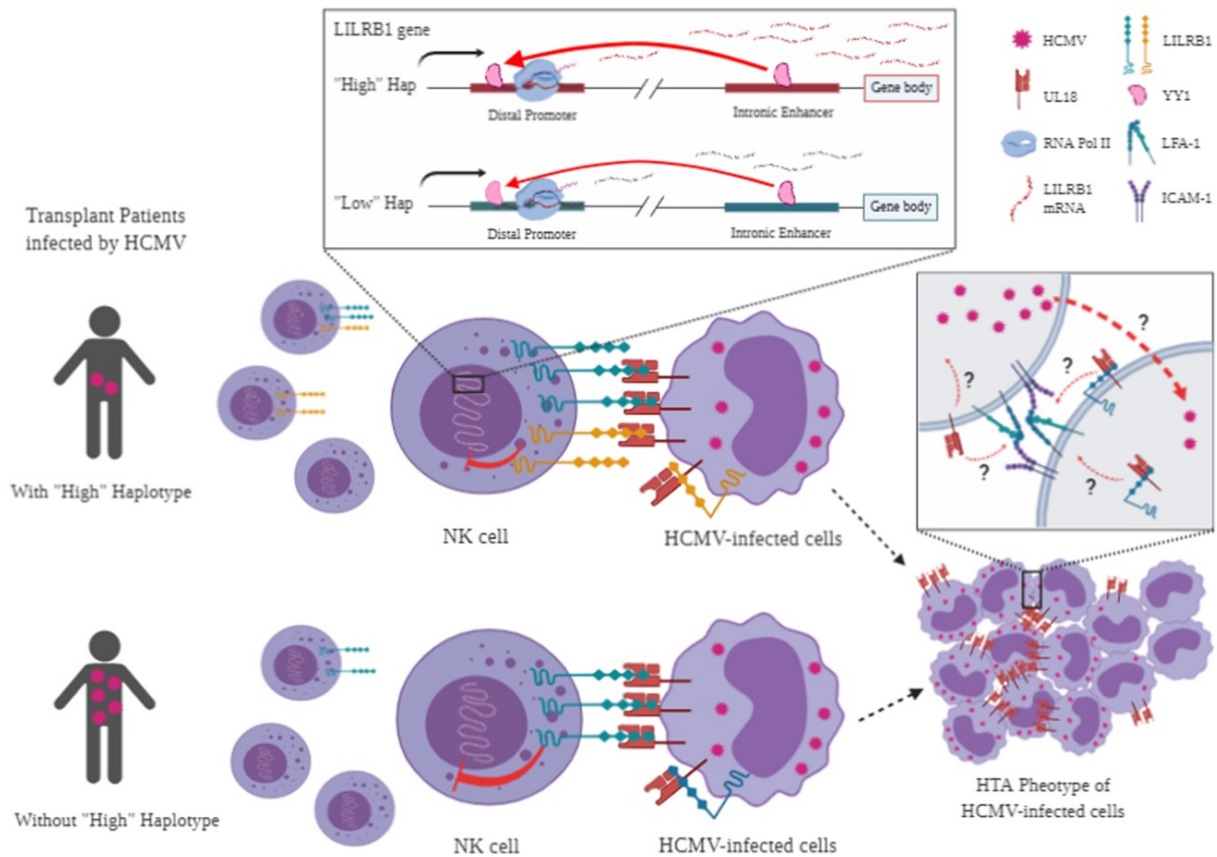 LILRB1 gene
"High" Hap
Distal Promoter
Intronic Enhancer
Gene body
"Low" Hap
Distal Promoter
Intronic Enhancer
Gene body
HCMV
LILRB1
UL18
YY1
RNA Pol II
LFA-1
LILRB1
mRNA
ICAM-1
Transplant Patients
infected by HCMV
With "High" Haplotype
NK cell
HCMV-infected cells
?
?
?
?
?
Without "High" Haplotype
NK cell
HCMV-infected cells
HTA Pheotype of
HCMV-infected cells